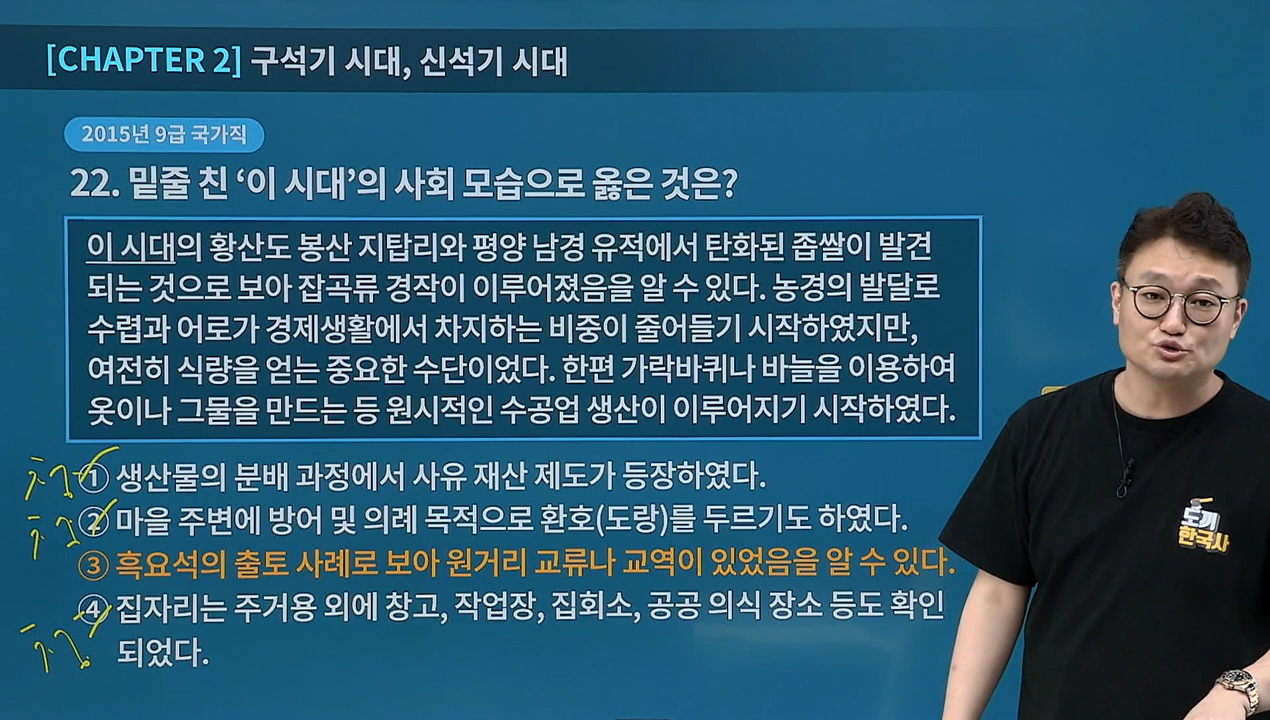 [CHAPTER 2] 구석기 시대, 신석기 시대
2015년 9급 국가직
22. 밑줄 친 ‘이 시대’의 사회 모습으로 옳은 것은?
이 시대의 황산도 봉산 지탑리와 평양 남경 유적에서 탄화된 좁쌀이 발견
되는 것으로 보아 잡곡류 경작이 이루어졌음을 알 수 있다. 농경의 발달로
수렵과 어로가 경제생활에서 차지하는 비중이 줄어들기 시작하였지만,
여전히 식량을 얻는 중요한 수단이었다. 한편 가락바퀴나 바늘을 이용하여
옷이나 그물을 만드는 등 원시적인 수공업 생산이 이루어지기 시작하였다.
① 생산물의 분배 과정에서 사유 재산 제도가 등장하였다.
② 마을 주변에 방어 및 의례 목적으로 환호(도랑)를 두르기도 하였다.
③ 흑요석의 출토 사례로 보아 원거리 교류나 교역이 있었음을 알 수 있다.
④ 집자리는 주거용 외에 창고, 작업장, 집회소, 공공 의식 장소 등도 확인
되었다.
도끼
한국사